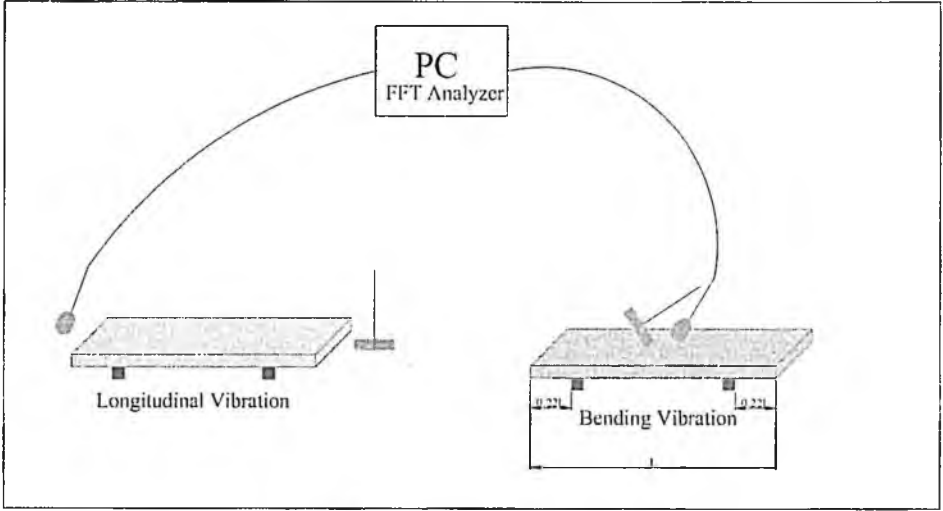 PC
FFT Analyzer
Longitudinal Vibration
0.22l
0.22l
Bending Vibration